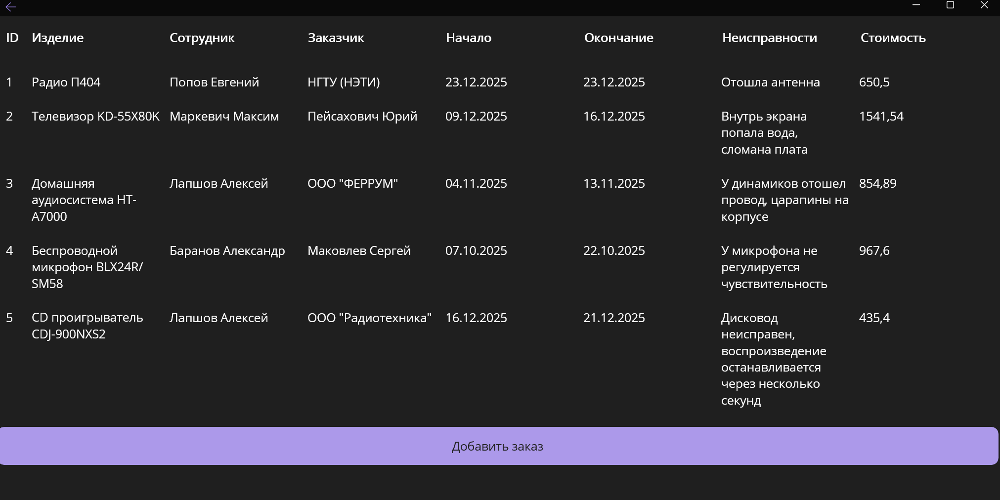 ID Изделие Сотрудник Заказчик Начало Окончание Неисправности Стоимость
1 Радио П404 Попов Евгений НГТУ (НЭТИ) 23.12.2025 23.12.2025 Отошла антенна 650,5
2 Телевизор KD-55X80K Маркевич Максим Пейсахович Юрий 09.12.2025 16.12.2025 Внутрь экрана 1541,54
попала вода,
сломана плата
3 Домашняя Лапшов Алексей ООО "ФЕРРУМ" 04.11.2025 13.11.2025 У динамиков отошел 854,89
аудиосистема HT- провод, царапины на
A7000 корпусе
4 Беспроводной Баранов Александр Маковлев Сергей 07.10.2025 22.10.2025 У микрофона не 967,6
микрофон BLX24R/ регулируется
SM58 чувствительность
5 CD проигрыватель Лапшов Алексей ООО "Радиотехника" 16.12.2025 21.12.2025 Дисковод 435,4
CDJ-900NXS2 неисправен,
воспроизведение
останавливается
через несколько
секунд
Добавить заказ